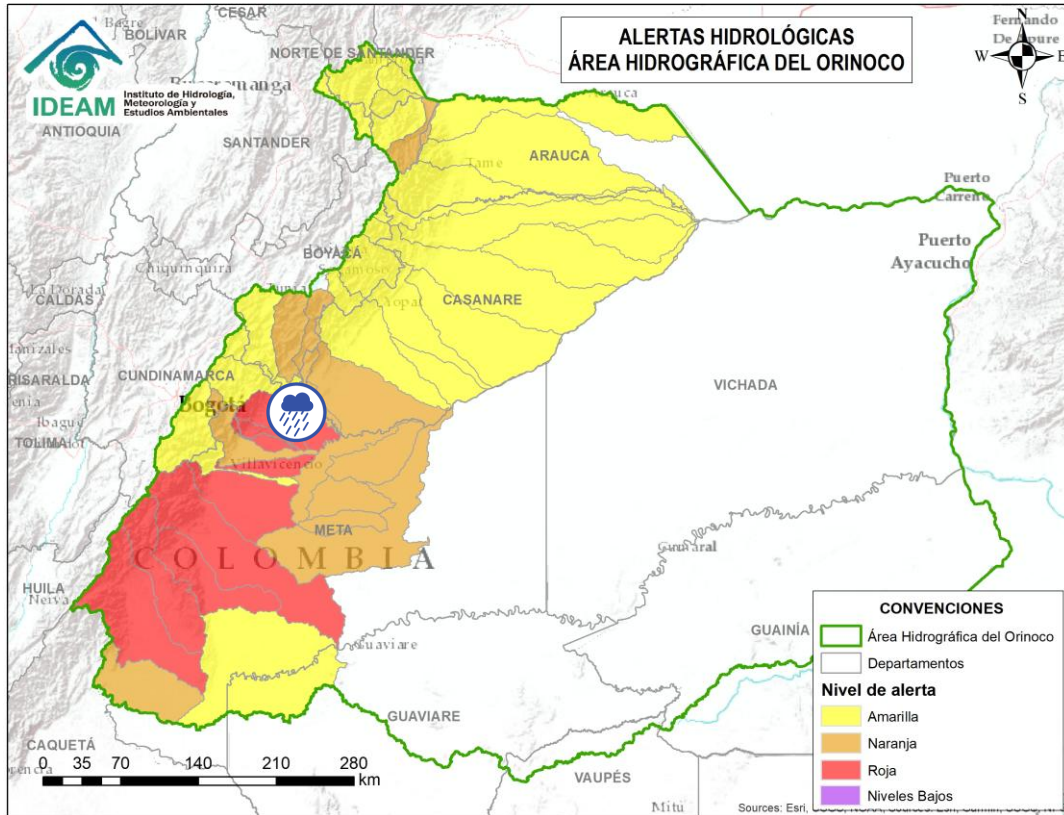 ALERTAS HIDROLÓGICAS
ÁREA HIDROGRÁFICA DEL ORINOCO
N
W
E
S
IDEAM
Instituto de Hidrología,
Meteorología y
Estudios Ambientales
CESAR
BOLÍVAR
NORTE DE SANTANDER
ANTIOQUIA
SANTANDER
ARAUCA
Tame
Puerto
Carreño
Puerto
Ayacucho
BOYACÁ
Chiquinquira
La Dorada
CALDAS
Yopal
CASANARE
CUNDINAMARCA
Bogotá
VICHADA
Ibagué
TOLIMA
Villavicencio
META
COLOMBIA
HUILA
Neiva
Guaviare
GUAINÍA
GUAVIARE
CAQUETÁ
VAUPÉS
Mitu
0 35 70 140 210 280
km
CONVENCIONES
Área Hidrográfica del Orinoco
Departamentos
Nivel de alerta
Amarilla
Naranja
Roja
Niveles Bajos